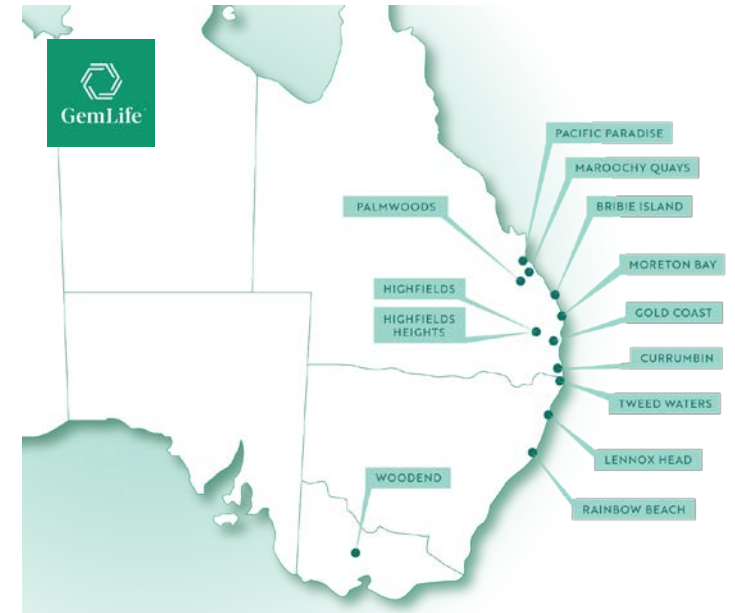 GemLife
PACIFIC PARADISE
MAROOCHY QUAYS
PALMWOODS
BRIBIE ISLAND
MORETON BAY
HIGHFIELDS
GOLD COAST
HIGHFIELDS
HEIGHTS
CURRUMBIN
TWEED WATERS
LENNOX HEAD
WOODEND
RAINBOW BEACH